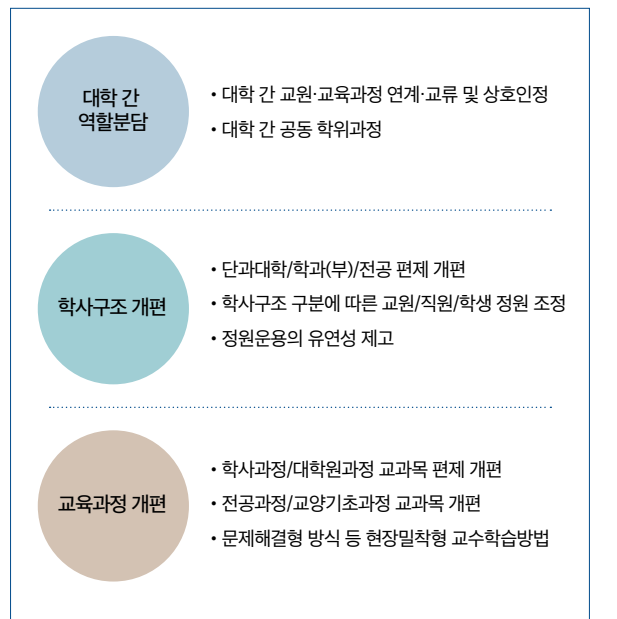 대학 간
역할분담
• 대학 간 교원·교육과정 연계·교류 및 상호인정
• 대학 간 공동 학위과정
학사구조 개편
• 단과대학/학과(부)/전공 편제 개편
• 학사구조 구분에 따른 교원/직원/학생 정원 조정
• 정원운용의 유연성 제고
교육과정 개편
• 학사과정/대학원과정 교과목 편제 개편
• 전공과정/교양기초과정 교과목 개편
• 문제해결형 방식 등 현장밀착형 교수학습방법